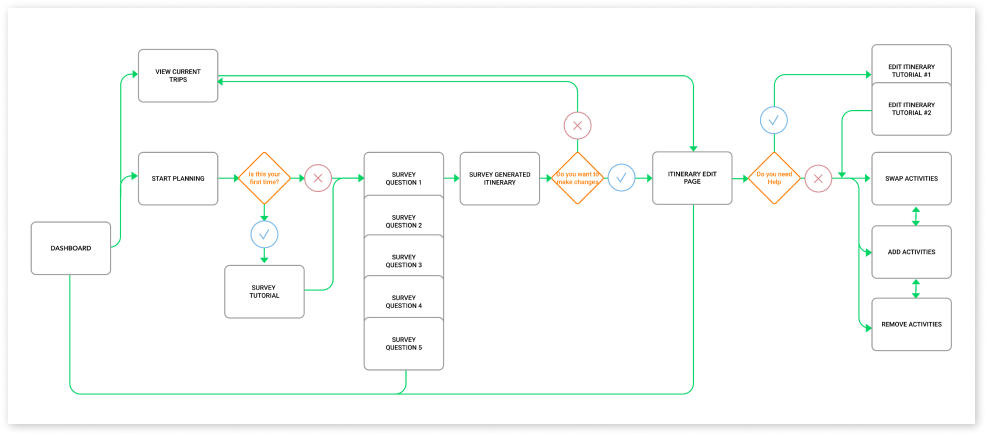 VIEW CURRENT
TRIPS
EDIT ITINERARY
TUTORIAL #1
EDIT ITINERARY
TUTORIAL #2
START PLANNING
Is this your
first time?
SURVEY
QUESTION 1
SURVEY GENERATED
ITINERARY
Do you want to
make changes
ITINERARY EDIT
PAGE
Do you need
Help
SWAP ACTIVITIES
SURVEY
QUESTION 2
DASHBOARD
ADD ACTIVITIES
SURVEY
QUESTION 3
SURVEY
TUTORIAL
SURVEY
QUESTION 4
REMOVE ACTIVITIES
SURVEY
QUESTION 5